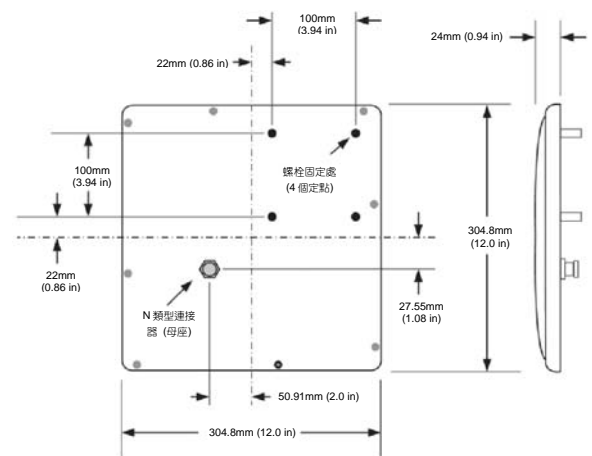 100mm
(3.94 in)
24mm (0.94 in)
22mm (0.86 in)
100mm
(3.94 in)
螺栓固定處
(4 個定點)
304.8mm
(12.0 in)
22mm
(0.86 in)
27.55mm
(1.08 in)
N 類型連接
器 (母座)
50.91mm (2.0 in)
304.8mm (12.0 in)